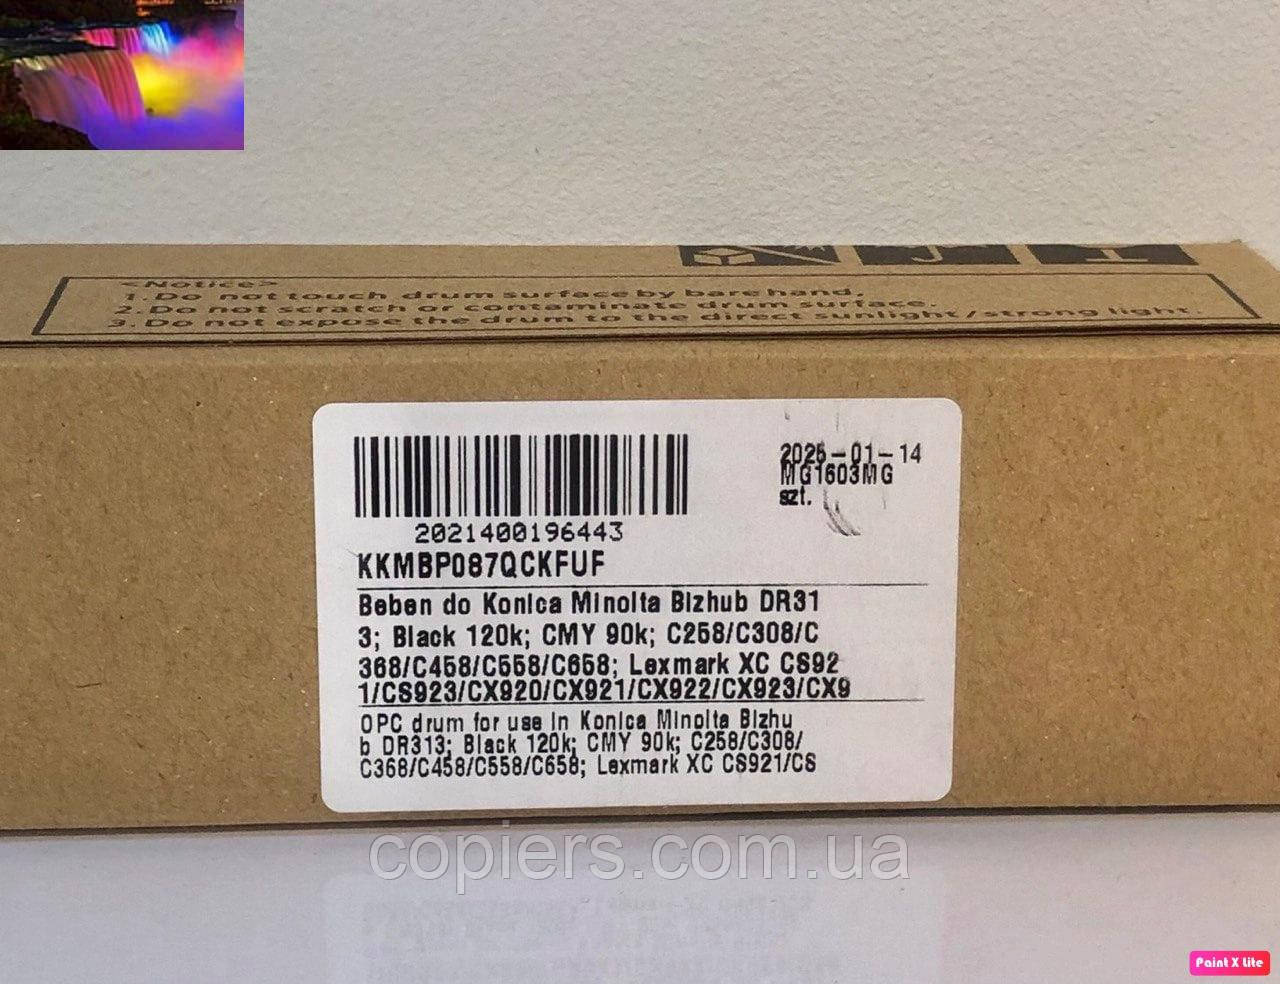 <Notice>
1. Do not touch drum surface by bare hand.
2. Do not scratch or contaminate drum surface.
3. Do not expose the drum to the direct sunlight/strong light.
2025-01-14
MG1603MG
szt.
2021400196443
KKMBP087QCKFUF
Beben do Konica Minolta Bizhub DR31
3; Black 120k; CMY 90k; C258/C308/C
368/C458/C558/C658; Lexmark XC CS92
1/CS923/CX920/CX921/CX922/CX923/CX9
OPC drum for use in Konica Minolta Bizhu
b DR313; Black 120k; CMY 90k; C258/C308/
C368/C458/C558/C658; Lexmark XC CS921/CS
copiers.com.ua
Paint X lite